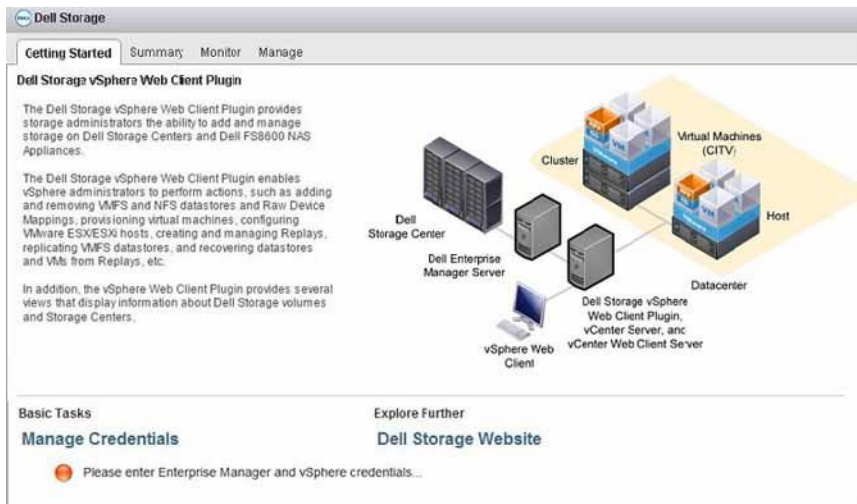 Dell Storage
Getting Started Summary Monitor Manage
Dell Storage vSphere Web Client Plugin
The Dell Storage vSphere Web Client Plugin provides
storage administrators the ability to add and manage
storage on Dell Storage Centers and Dell FS8600 NAS
Appliances.
The Dell Storage vSphere Web Client Plugin enables
vSphere administrators to perform actions, such as adding
and removing VMFS and NFS datastores and Raw Device
Mappings, provisioning virtual machines, configuring
VMware ESX/ESXi hosts, creating and managing Replays,
replicating VMFS datastores, and recovering datastores
and VMs from Replays, etc.
In addition, the vSphere Web Client Plugin provides several
views that display information about Dell Storage volumes
and Storage Centers.
Virtual Machines
(CITV)
Cluster
VM
VM
Host
Dell
Storage Center
Dell Enterprise
Manager Server
Datacenter
Dell Storage vSphere
Web Client Plugin,
vCenter Server, and
vCenter Web Client Server
vSphere Web
Client
Basic Tasks
Explore Further
Manage Credentials
Dell Storage Website
Please enter Enterprise Manager and vSphere credentials...